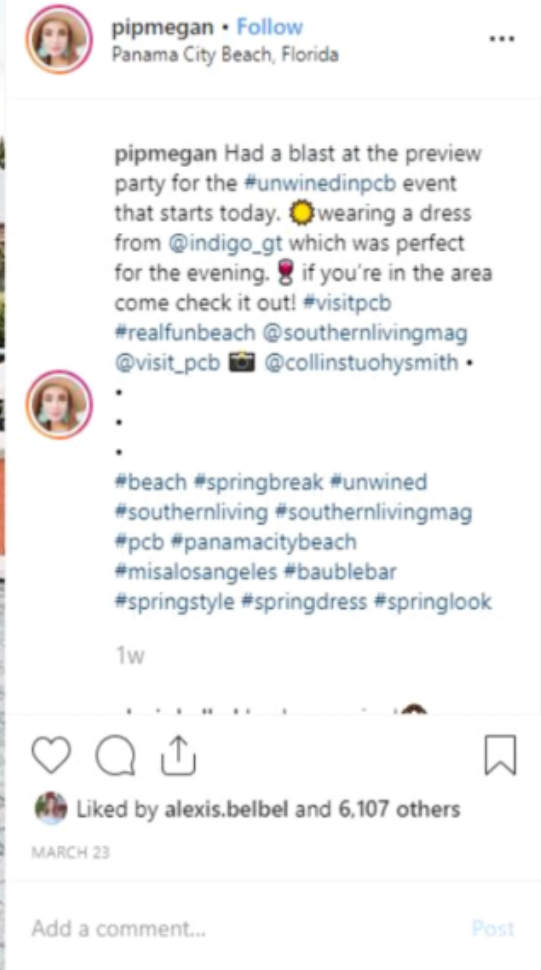 pipmegan • Follow
Panama City Beach, Florida
pipmegan Had a blast at the preview
party for the #unwinedinpcb event
that starts today. 🌞wearing a dress
from @indigo_gt which was perfect
for the evening.🍷 if you're in the area
come check it out! #visitpcb
#realfunbeach @southernlivingmag
@visit_pcb 📷 @collinstuohysmith •
•
•
•
#beach #springbreak #unwined
#southernliving #southernlivingmag
#pcb #panamacitybeach
#misalosangeles #baublebar
#springstyle #springdress #springlook
1w
Liked by alexis.belbel and 6,107 others
MARCH 23
Add a comment... Post